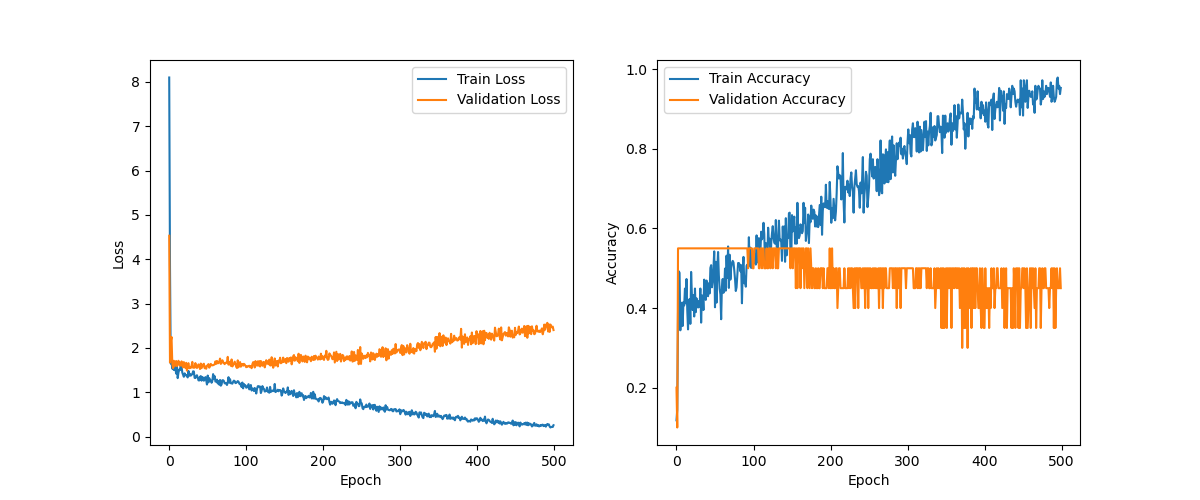 8
7
6
5
4
3
2
1
0
Loss
Train Loss
Validation Loss
0 100 200 300 400 500
Epoch
1.0
0.8
0.6
0.4
0.2
Accuracy
Train Accuracy
Validation Accuracy
0 100 200 300 400 500
Epoch